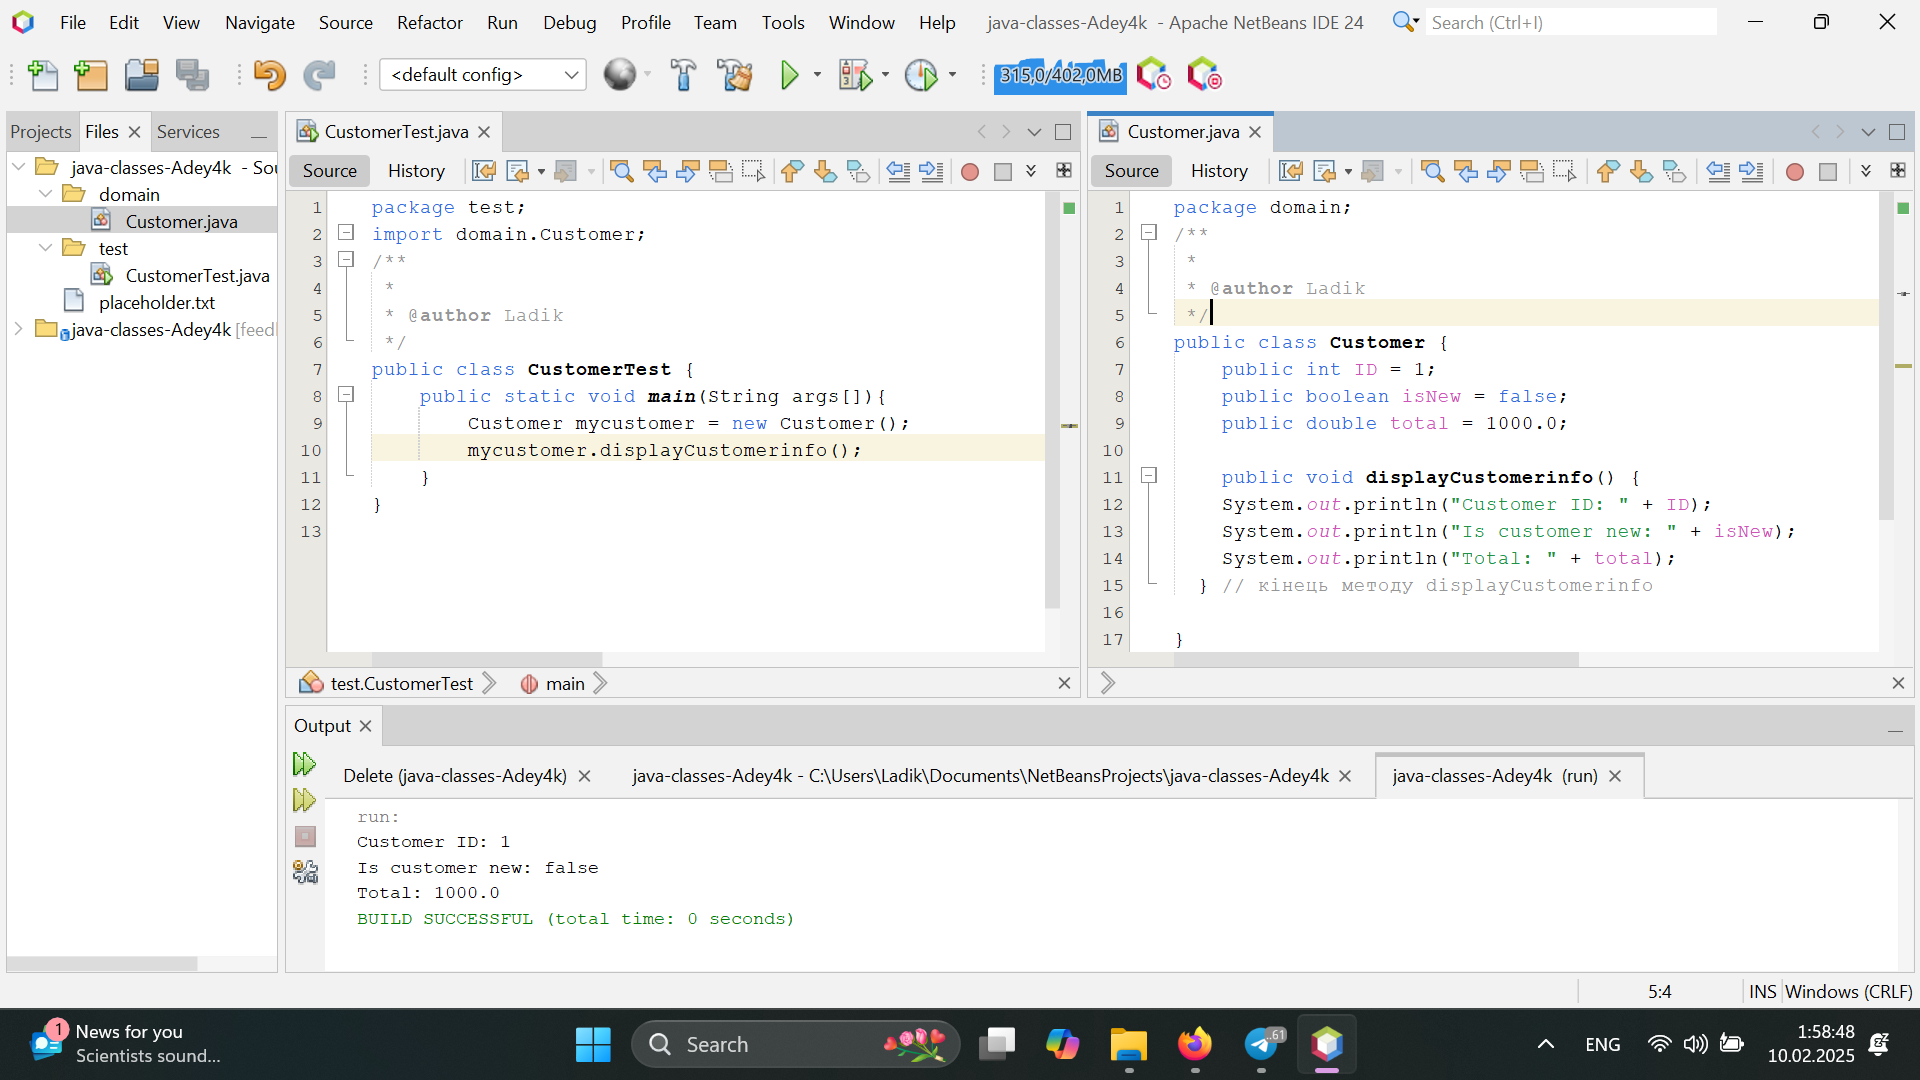 File Edit View Navigate Source Refactor Run Debug Profile Team Tools Window Help java-classes-Adey4k - Apache NetBeans IDE 24 Search (Ctrl+I)
<default config> 315,0/402,0MB
Projects Files Services
java-classes-Adey4k - Sou
domain
Customer.java
test
CustomerTest.java
placeholder.txt
java-classes-Adey4k [feed
CustomerTest.java
Source History
1 package test;
2 import domain.Customer;
3 /**
4 *
5 * @author Ladik
6 */
7 public class CustomerTest {
8 public static void main(String args[]){
9 Customer mycustomer = new Customer();
10 mycustomer.displayCustomerinfo();
11 }
12 }
13
test.CustomerTest main
Customer.java
Source History
1 package domain;
2 /**
3 *
4 * @author Ladik
5 */
6 public class Customer {
7 public int ID = 1;
8 public boolean isNew = false;
9 public double total = 1000.0;
10
11 public void displayCustomerinfo() {
12 System.out.println("Customer ID: " + ID);
13 System.out.println("Is customer new: " + isNew);
14 System.out.println("Total: " + total);
15 } // кінець методу displayCustomerinfo
16
17 }
Output
Delete (java-classes-Adey4k) java-classes-Adey4k - C:\Users\Ladik\Documents\NetBeansProjects\java-classes-Adey4k java-classes-Adey4k (run)
run:
Customer ID: 1
Is customer new: false
Total: 1000.0
BUILD SUCCESSFUL (total time: 0 seconds)
5:4 INS Windows (CRLF)
1 News for you
Scientists sound...
Search
..61
ENG
1:58:48
10.02.2025